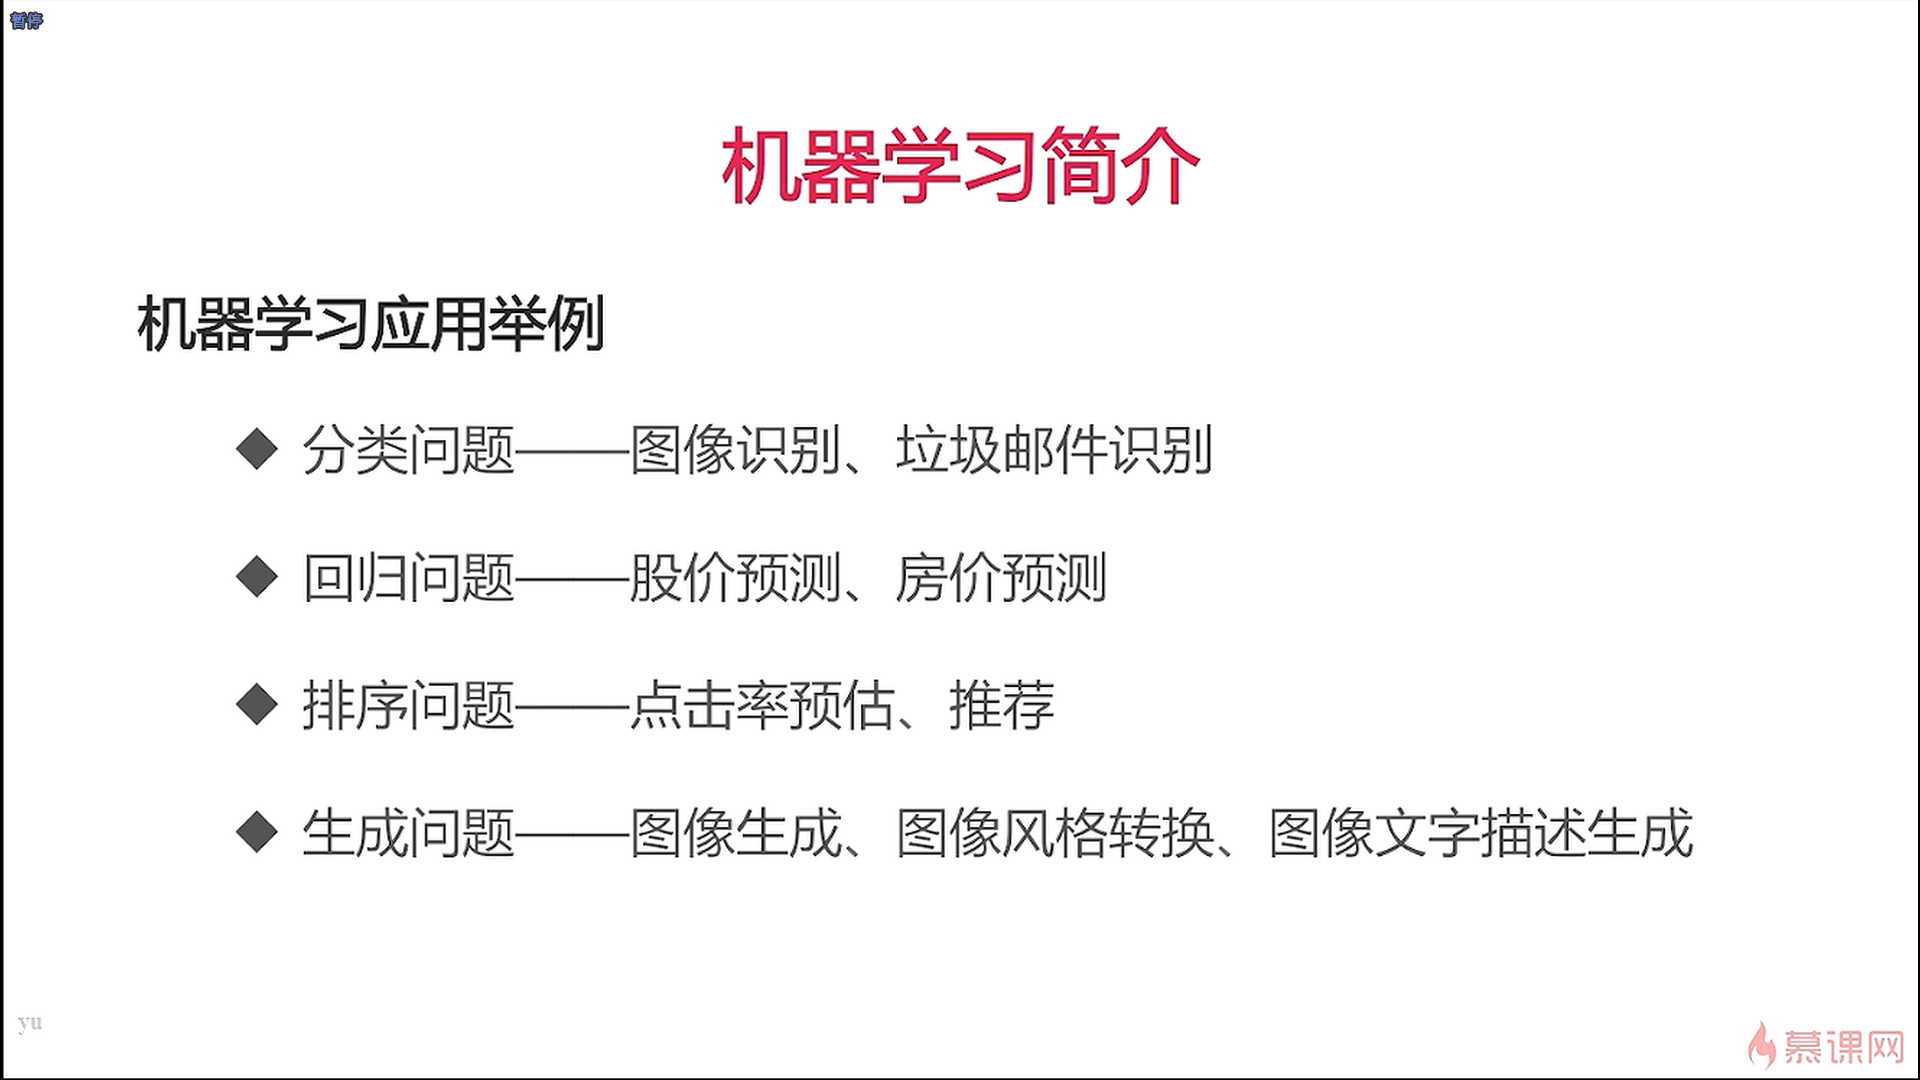 暂停
机器学习简介
机器学习应用举例
◆ 分类问题——图像识别、垃圾邮件识别
◆ 回归问题——股价预测、房价预测
◆ 排序问题——点击率预估、推荐
◆ 生成问题——图像生成、图像风格转换、图像文字描述生成
yu
慕课网